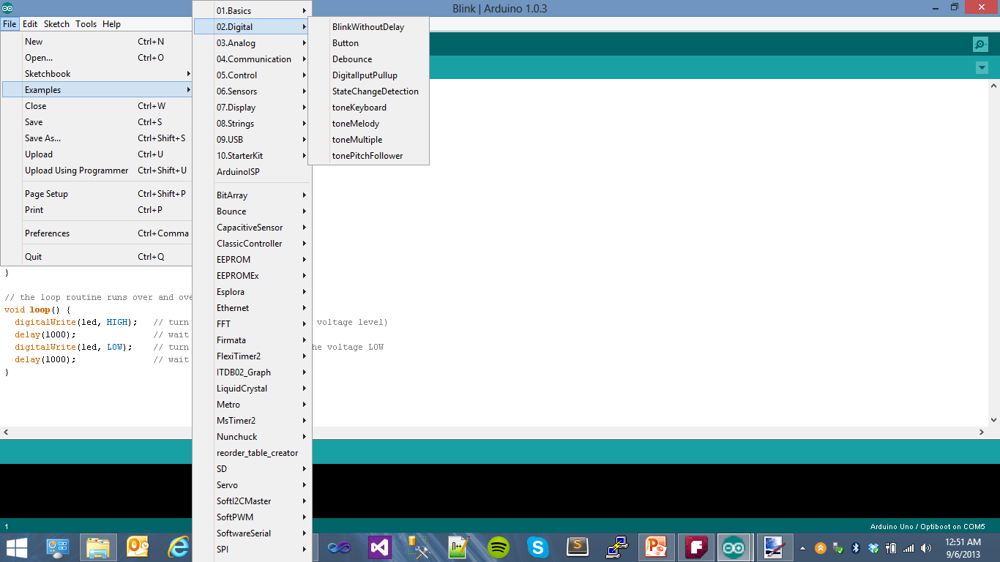 Blink | Arduino 1.0.3
File Edit Sketch Tools Help
New Ctrl+N
Open... Ctrl+O
Sketchbook
Examples
Close Ctrl+W
Save Ctrl+S
Save As... Ctrl+Shift+S
Upload Ctrl+U
Upload Using Programmer Ctrl+Shift+U
Page Setup Ctrl+Shift+P
Print Ctrl+P
Preferences Ctrl+Comma
Quit Ctrl+Q
01.Basics
02.Digital
03.Analog
04.Communication
05.Control
06.Sensors
07.Display
08.Strings
09.USB
10.StarterKit
ArduinoISP
BitArray
Bounce
CapacitiveSensor
ClassicController
EEPROM
EEPROMEx
Esplora
Ethernet
FFT
Firmata
FlexiTimer2
ITDB02_Graph
LiquidCrystal
Metro
MsTimer2
Nunchuck
reorder_table_creator
SD
Servo
SoftI2CMaster
SoftPWM
SoftwareSerial
SPI
BlinkWithoutDelay
Button
Debounce
DigitalIputPullup
StateChangeDetection
toneKeyboard
toneMelody
toneMultiple
tonePitchFollower
}
// the loop routine runs over and ove
void loop() {
digitalWrite(led, HIGH); // turn voltage level)
delay(1000); // wait
digitalWrite(led, LOW); // turn he voltage LOW
delay(1000); // wait
}
1
Arduino Uno / Optiboot on COM5
12:51 AM
9/6/2013